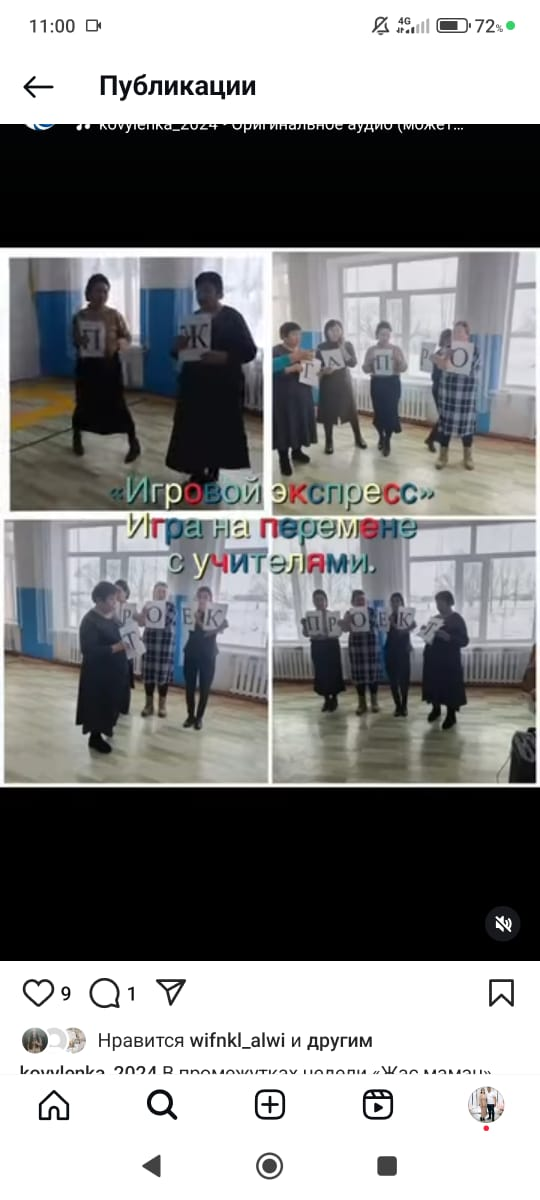 11:00 4G 72%
Публикации
kovylenka_2024 • Оригинальное аудио (может...
П Ж
Т А П Р О
«Игровой экспресс»
Игра на перемене
с учителями.
Р О Е К
Т
П Р О Е К Т
9 1
Нравится wifnkl_alwi и другим
kovylenka_2024 В промежутках недели «Жас маман»